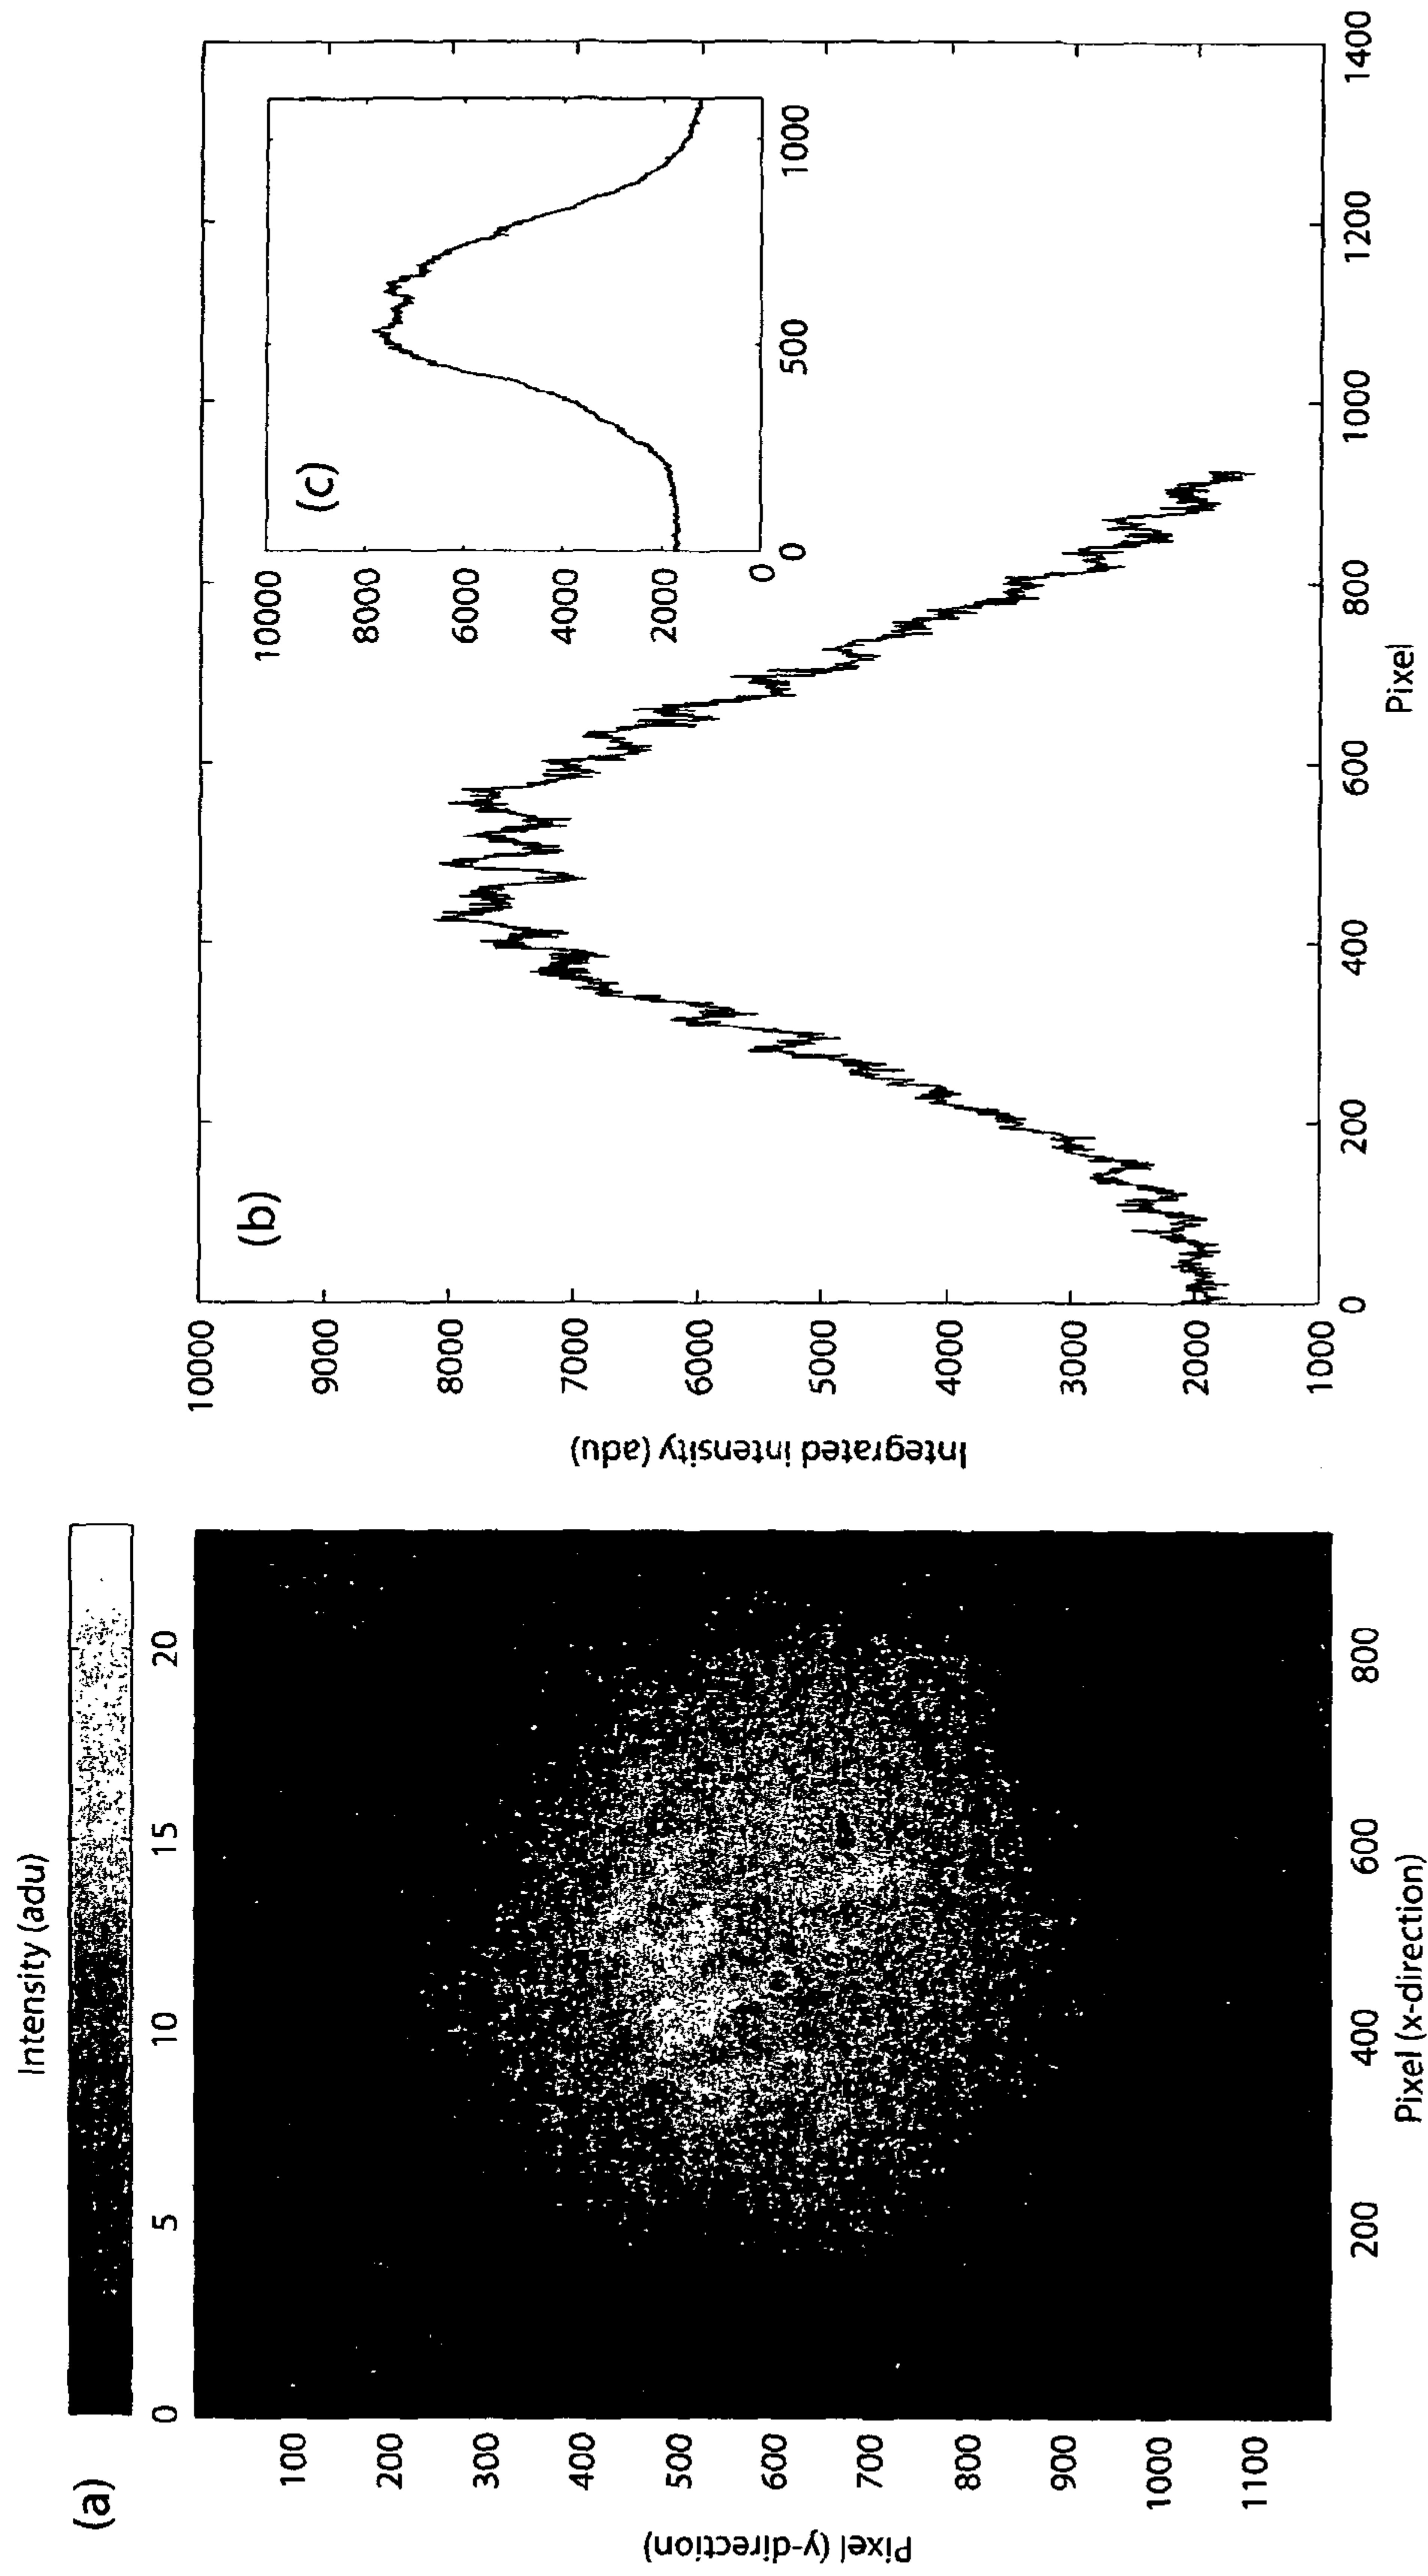 (a)
Intensity (adu)
0 5 10 15 20
Pixel (y-direction)
100
200
300
400
500
600
700
800
900
1000
1100
200 400 600 800
Pixel (x-direction)
(b)
Integrated intensity (adu)
10000
9000
8000
7000
6000
5000
4000
3000
2000
1000
0 200 400 600 800 1000 1200 1400
Pixel
(c)
10000
8000
6000
4000
2000
0
0 500 1000